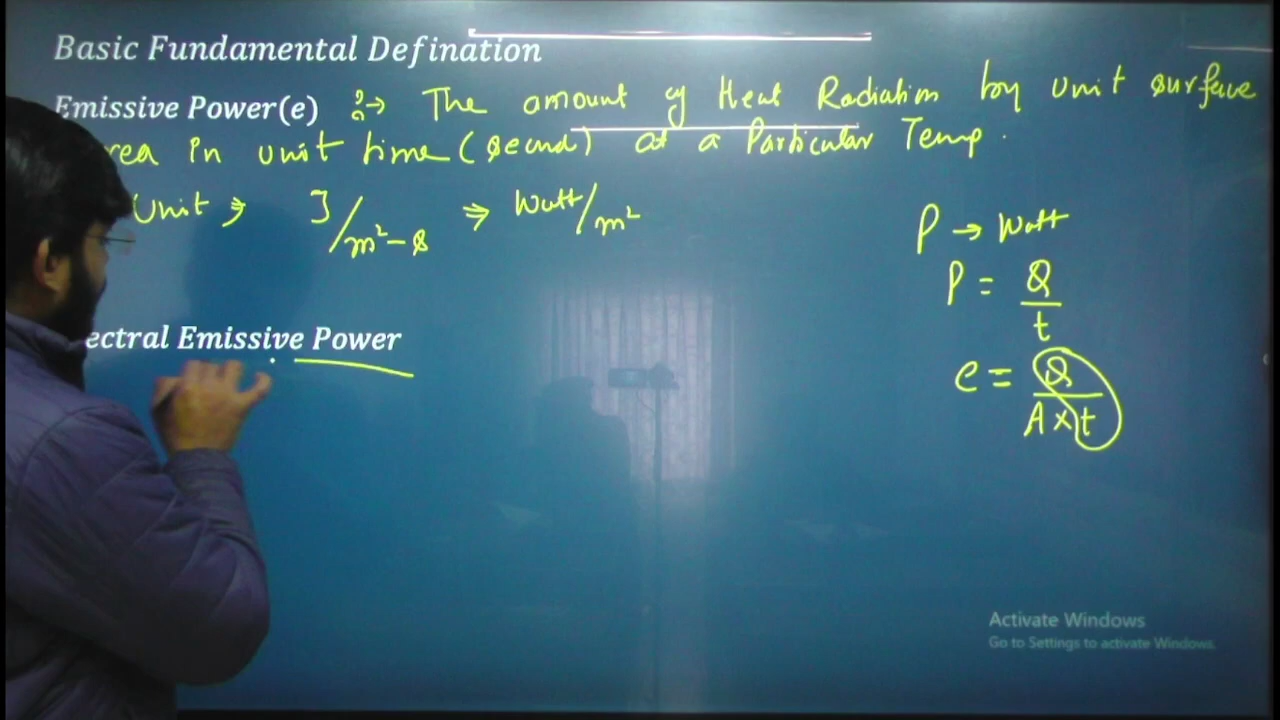 Basic Fundamental Defination
Emissive Power(e) :→ The amount of Heat Radiation by unit surface
rea in unit time (second) at a Particular Temp.
Unit → J/m²-s ⇒ Watt/m²
P → Watt
P = Q/t
e = Q/A×t
ectral Emissive Power
Activate Windows
Go to Settings to activate Windows.